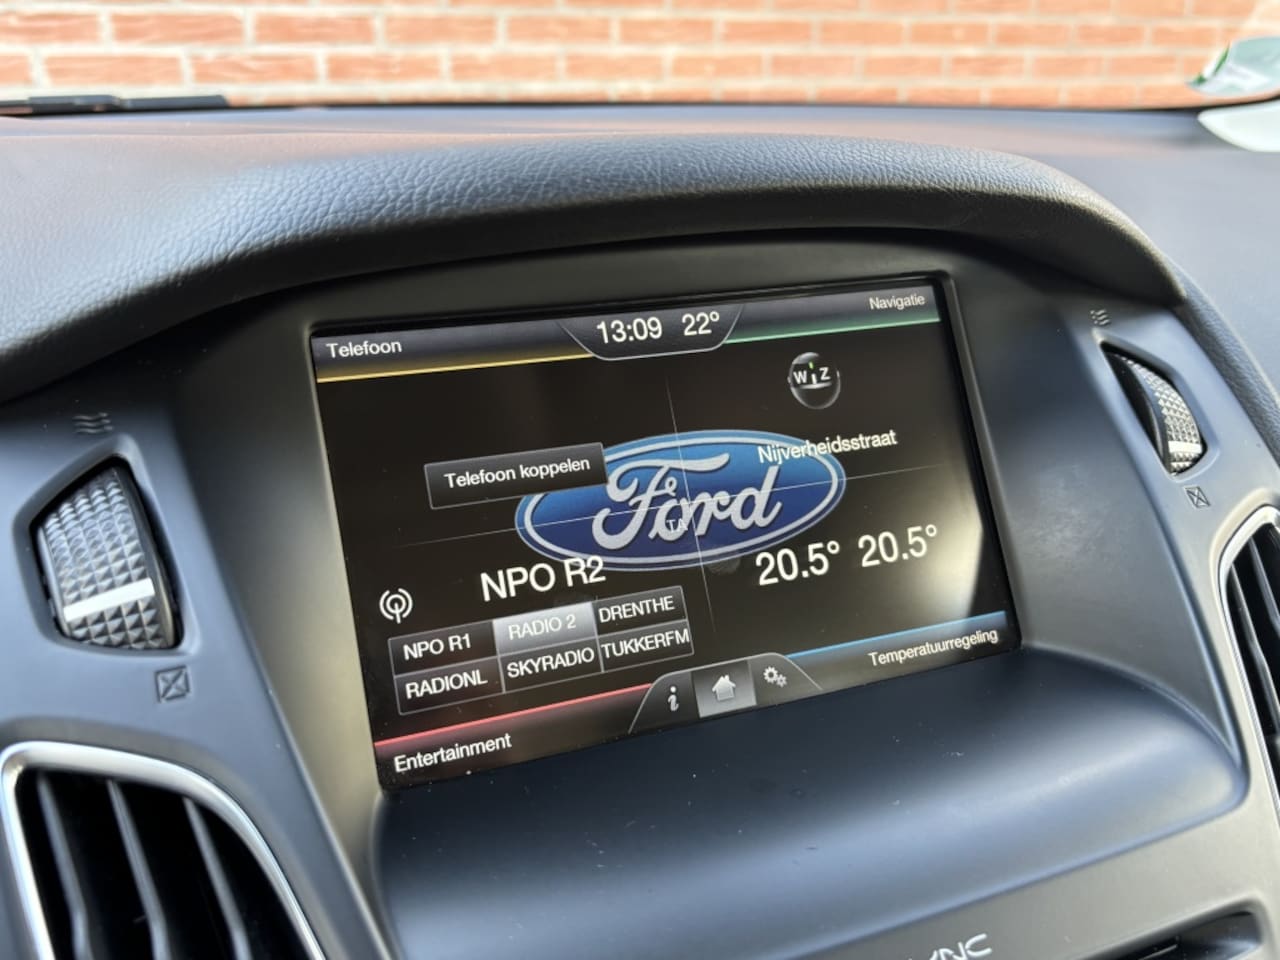 Telefoon
13:09 22°
Navigatie
W Z
Nijverheidsstraat
Telefoon koppelen
Ford
TA
NPO R2
20.5° 20.5°
NPO R1 RADIO 2 DRENTHE
RADIONL SKYRADIO TUKKERFM
i
Temperatuurregeling
Entertainment